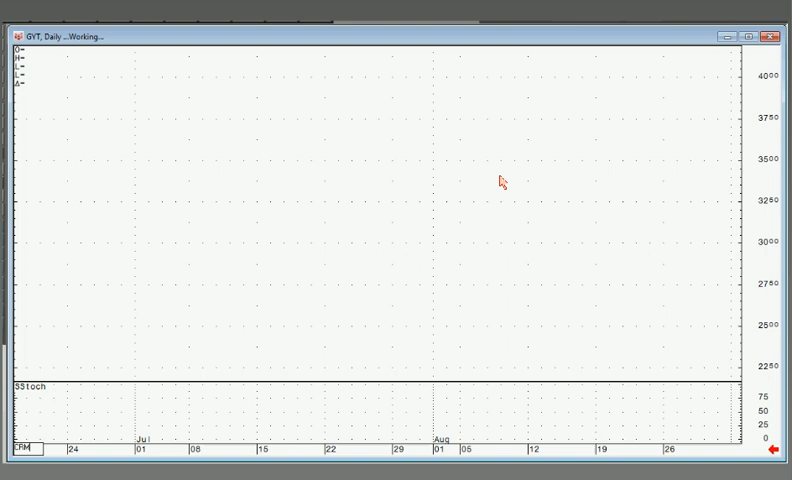 GYT, Daily ...Working...
O=
H=
L=
L=
Δ=
4000
3750
3500
3250
3000
2750
2500
2250
SStoch
75
50
25
0
Jul
Aug
CRM
24
01
08
15
22
29
01
05
12
19
26